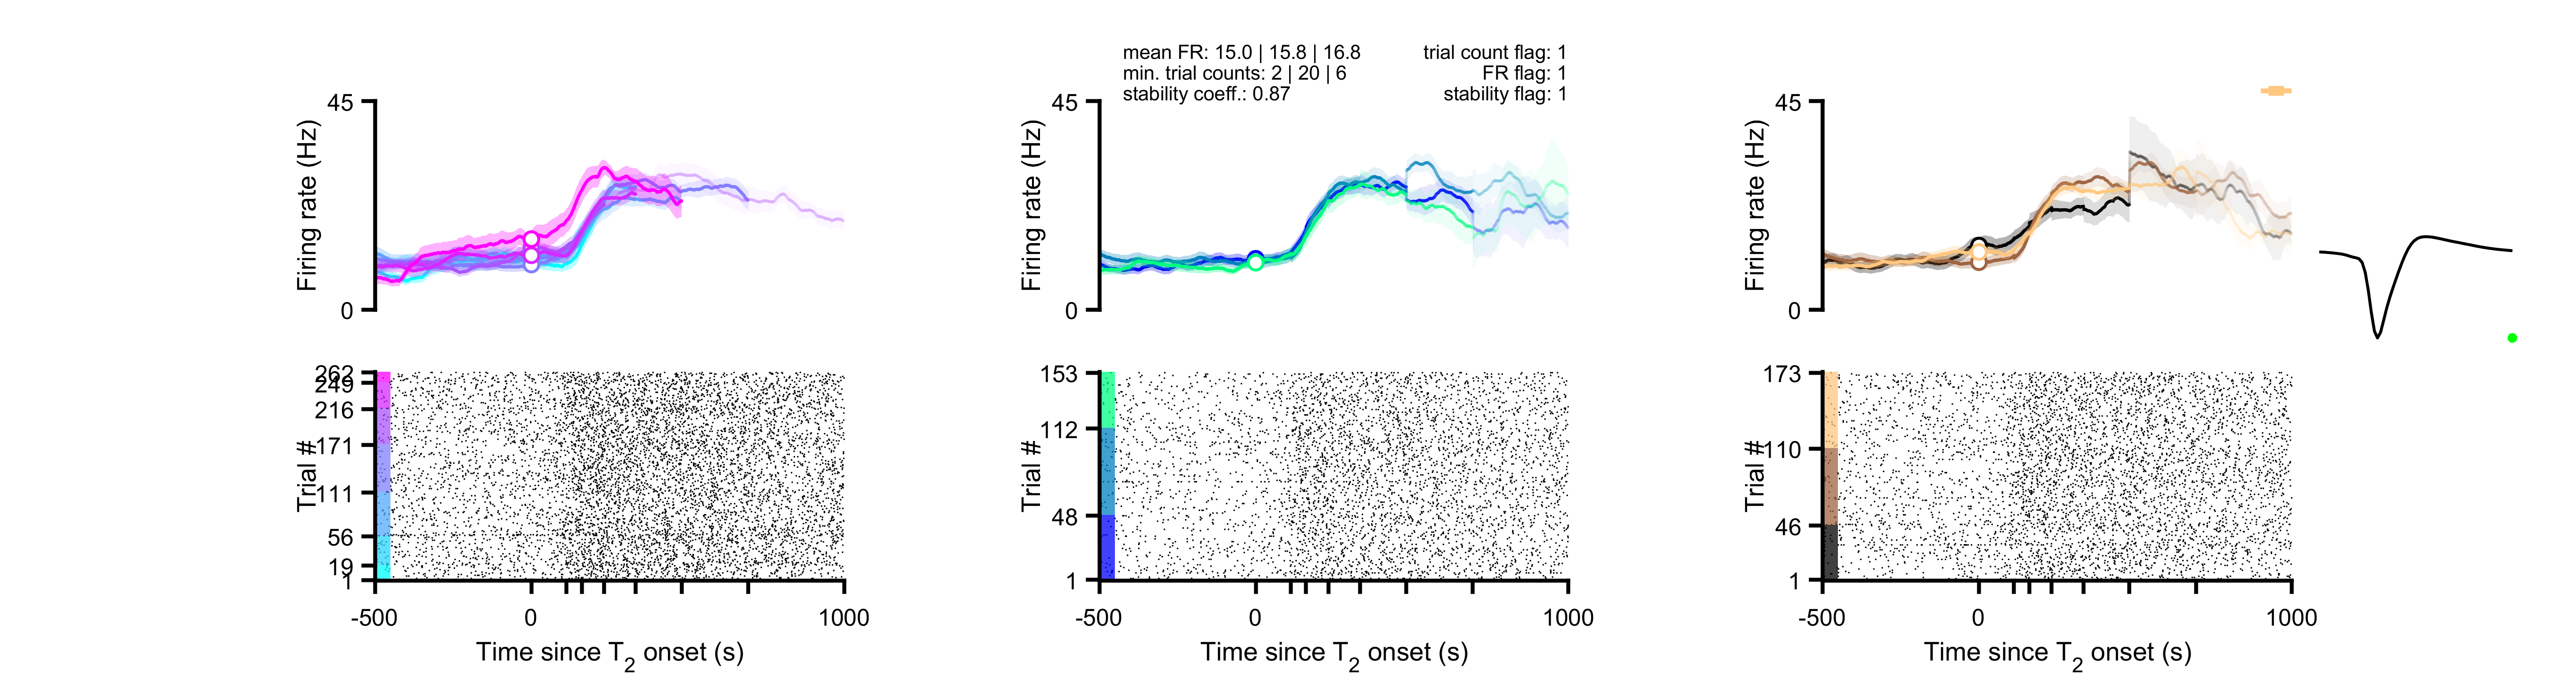 mean FR: 15.0 | 15.8 | 16.8
trial count flag: 1
min. trial counts: 2 | 20 | 6
FR flag: 1
stability coeff.: 0.87
stability flag: 1
45
Firing rate (Hz)
0
45
Firing rate (Hz)
0
45
Firing rate (Hz)
0
262
249
216
171
111
56
19
1
Trial #
-500
0
1000
Time since T2 onset (s)
153
112
48
1
Trial #
-500
0
1000
Time since T2 onset (s)
173
110
46
1
Trial #
-500
0
1000
Time since T2 onset (s)